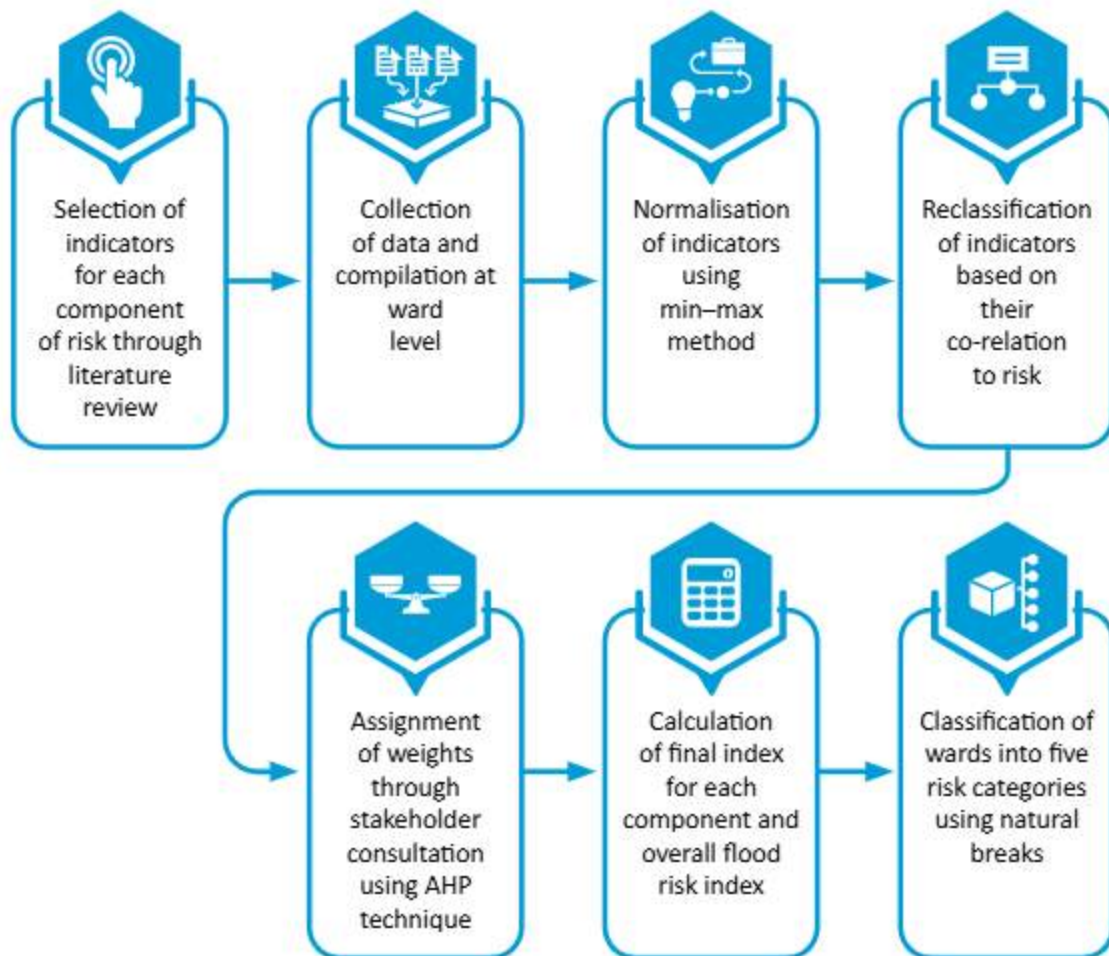 Selection of
indicators
for each
component
of risk through
literature
review
Collection
of data and
compilation at
ward
level
Normalisation
of indicators
using
min–max
method
Reclassification
of indicators
based on
their
co-relation
to risk
Assignment
of weights
through
stakeholder
consultation
using AHP
technique
Calculation
of final index
for each
component and
overall flood
risk index
Classification of
wards into five
risk categories
using natural
breaks